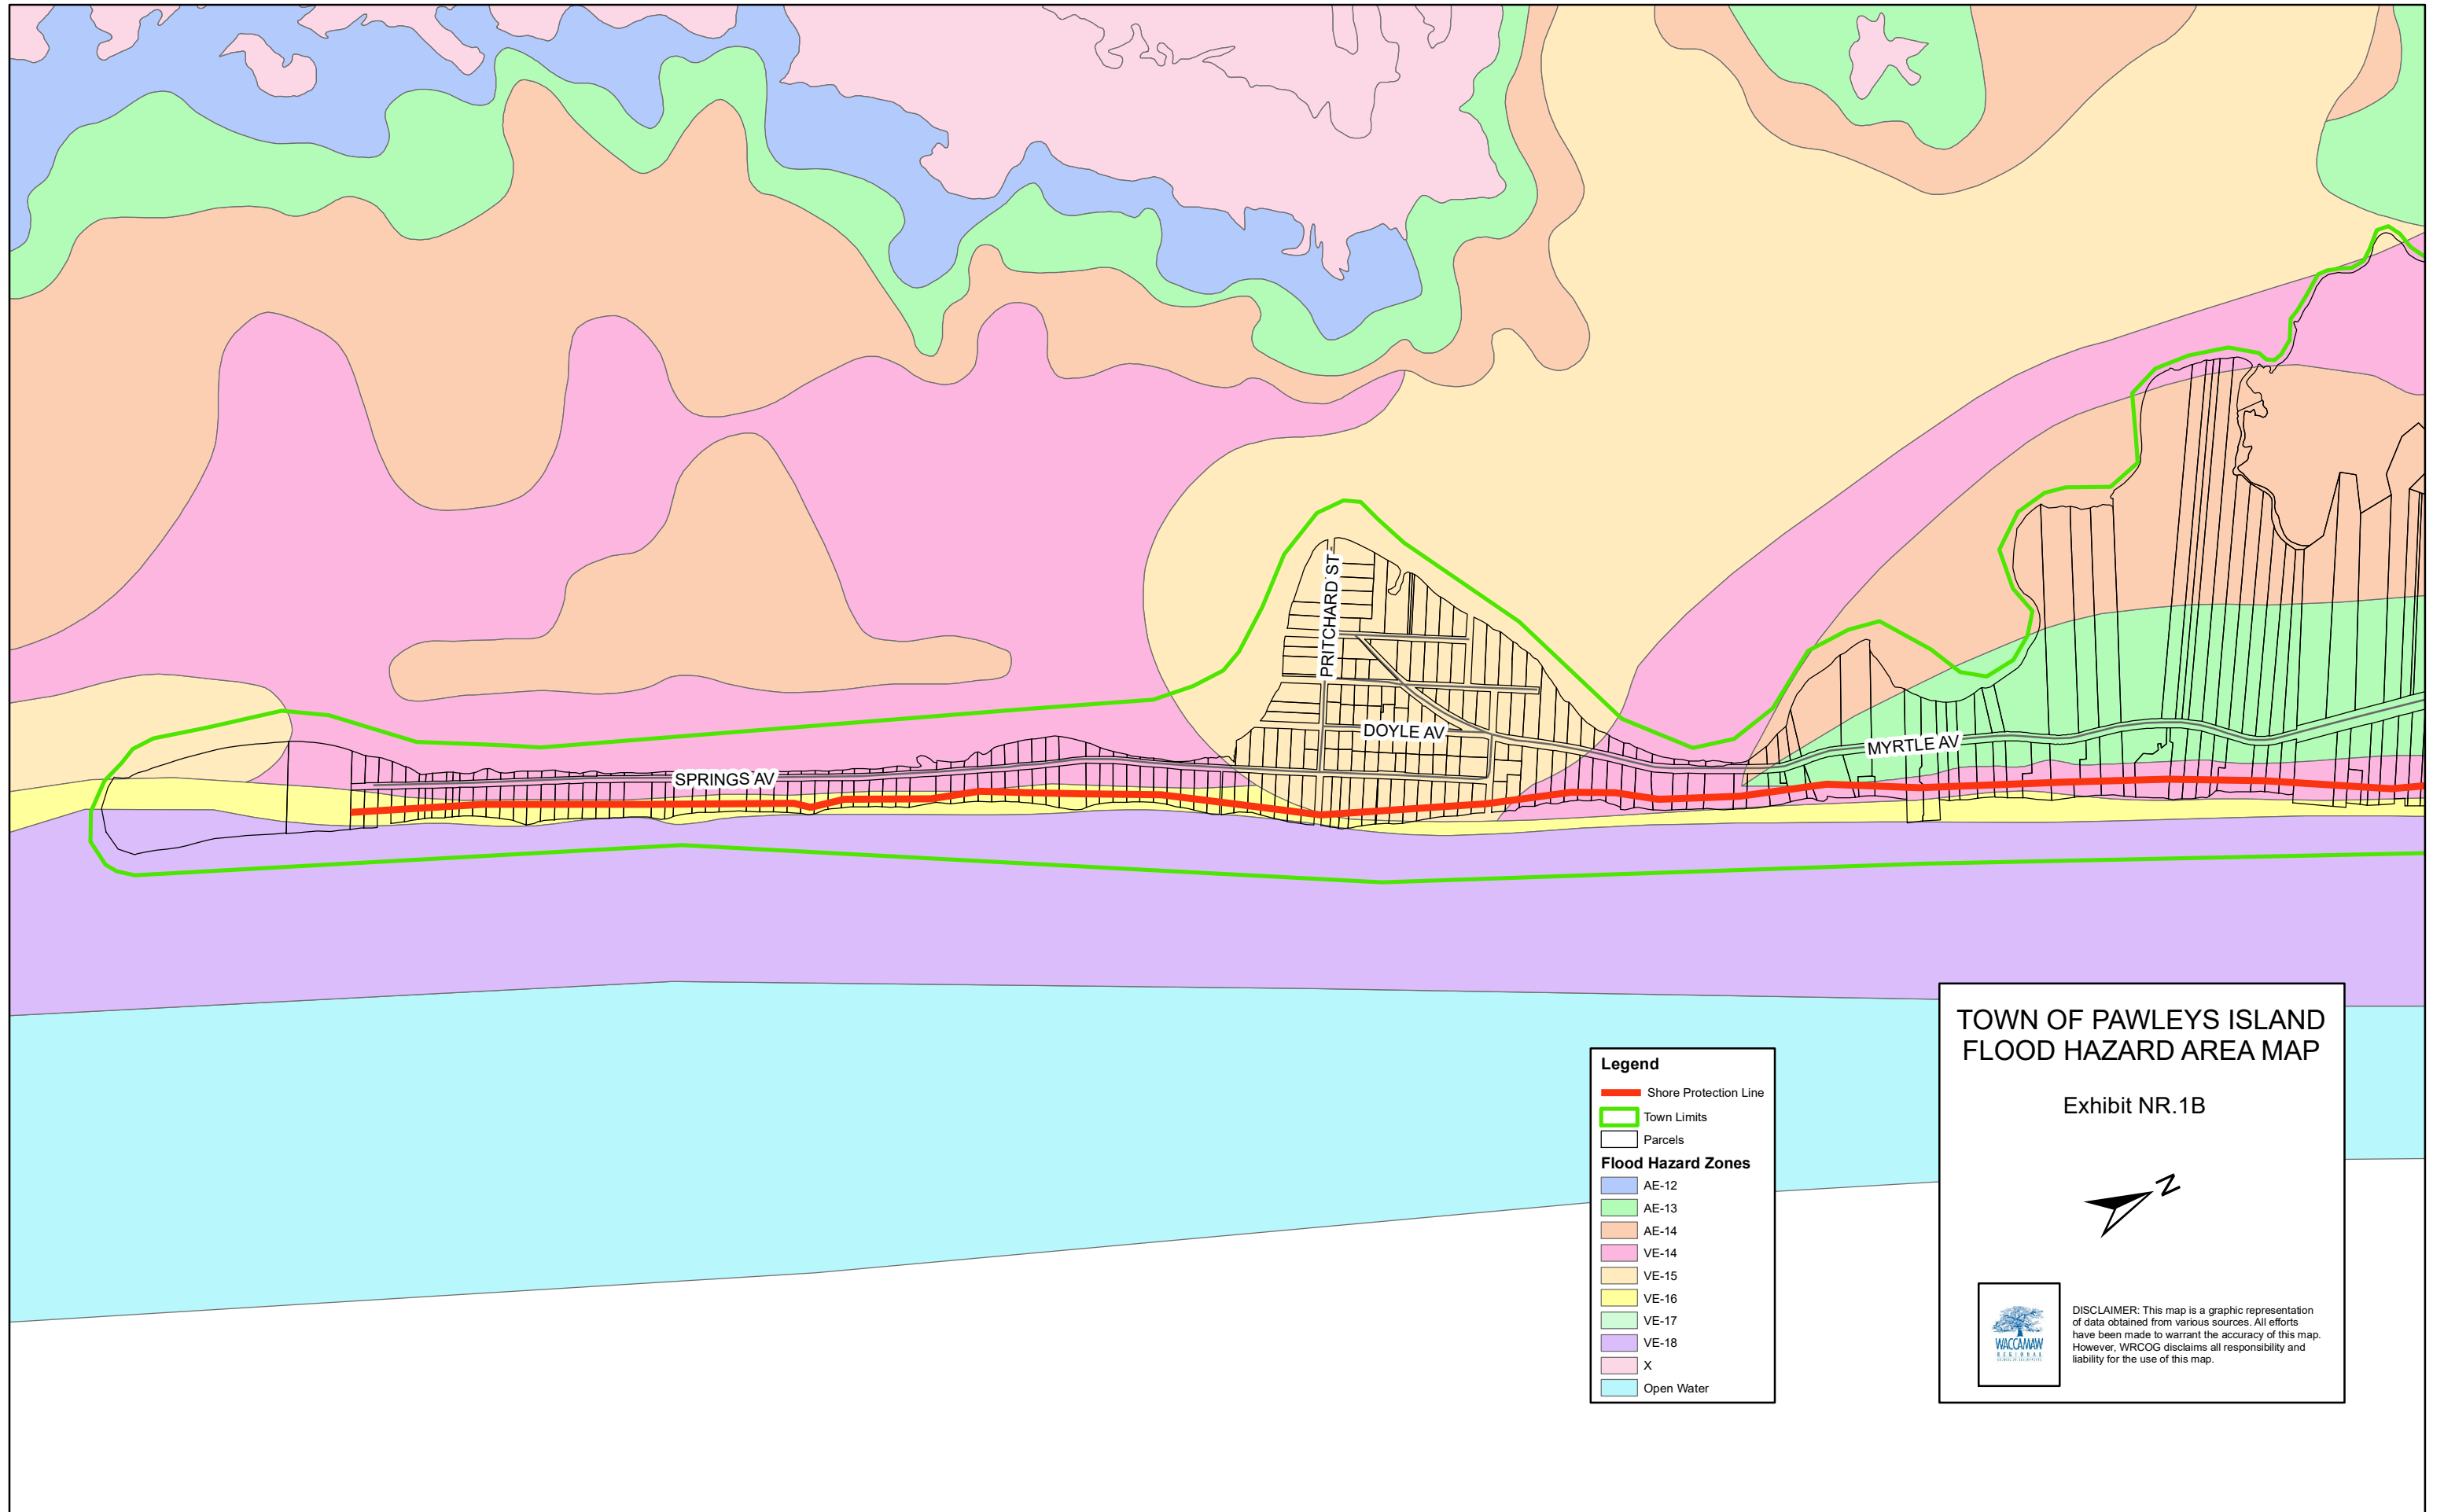 PRITCHARD ST
DOYLE AV
SPRINGS AV
MYRTLE AV
Legend
Shore Protection Line
Town Limits
Parcels
Flood Hazard Zones
AE-12
AE-13
AE-14
VE-14
VE-15
VE-16
VE-17
VE-18
X
Open Water
TOWN OF PAWLEYS ISLAND
FLOOD HAZARD AREA MAP
Exhibit NR.1B
N
WACCAMAW
REGIONAL
DISCLAIMER: This map is a graphic representation
of data obtained from various sources. All efforts
have been made to warrant the accuracy of this map.
However, WRCOG disclaims all responsibility and
liability for the use of this map.